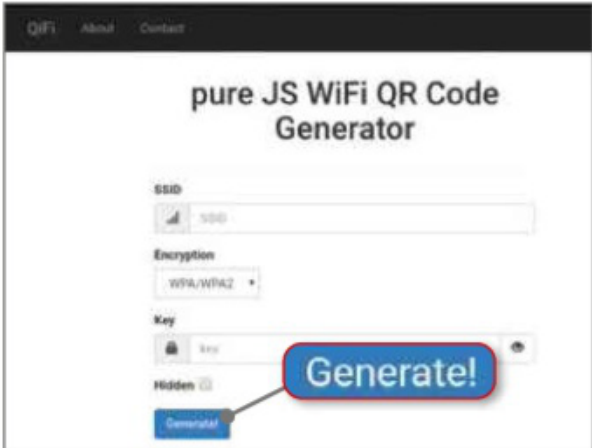 QiFi About Contact
pure JS WiFi QR Code
Generator
SSID
SSID
Encryption
WPA/WPA2
Key
key
Hidden
Generate!
Generate!